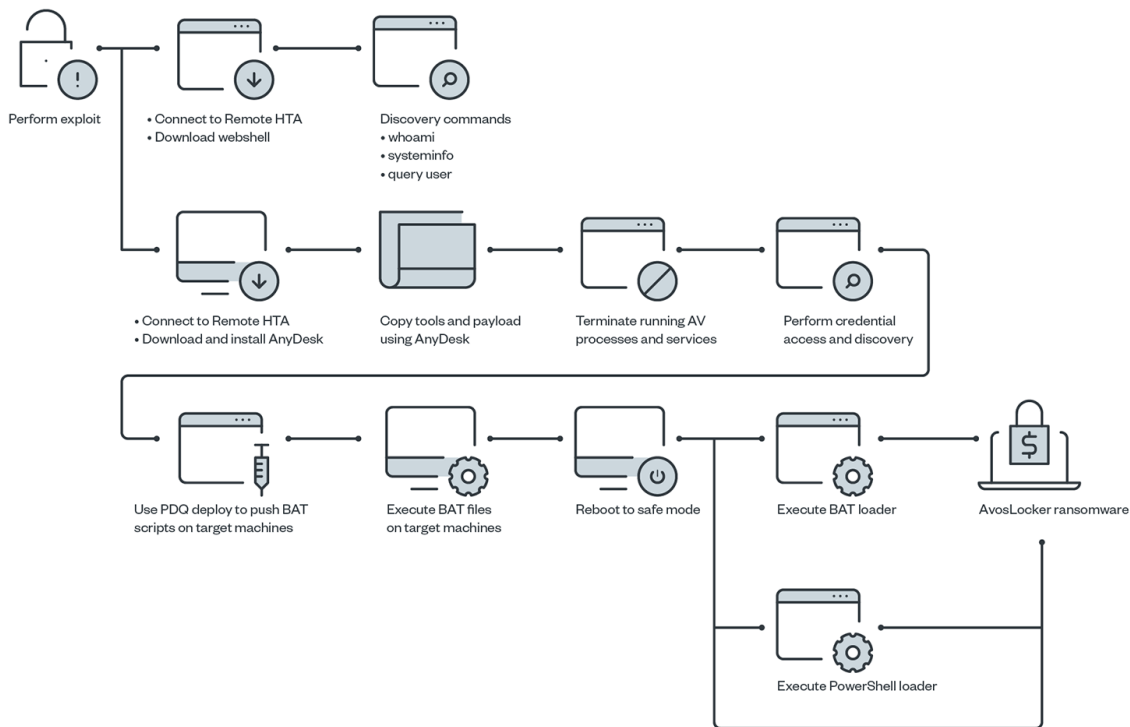 Perform exploit
• Connect to Remote HTA
• Download webshell
Discovery commands
• whoami
• systeminfo
• query user
• Connect to Remote HTA
• Download and install AnyDesk
Copy tools and payload
using AnyDesk
Terminate running AV
processes and services
Perform credential
access and discovery
Use PDQ deploy to push BAT
scripts on target machines
Execute BAT files
on target machines
Reboot to safe mode
Execute BAT loader
$
AvosLocker ransomware
Execute PowerShell loader